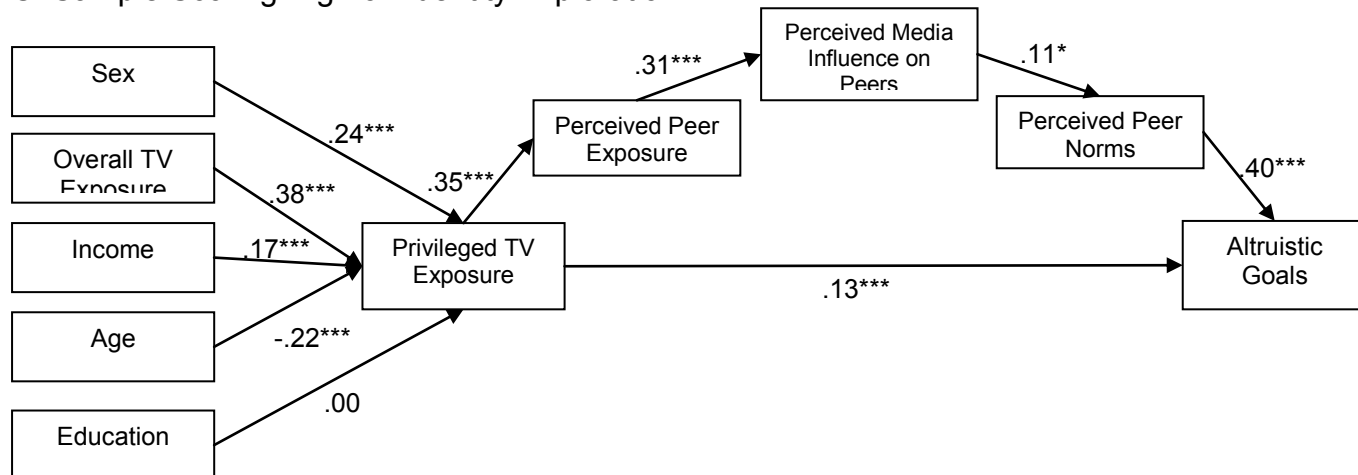 Sex
.24***
Overall TV
Exposure
.38***
Income
.17***
Age
-.22***
Education
.00
Privileged TV
Exposure
.35***
Perceived Peer
Exposure
.31***
Perceived Media
Influence on
Peers
.11*
Perceived Peer
Norms
.40***
Altruistic
Goals
.13***